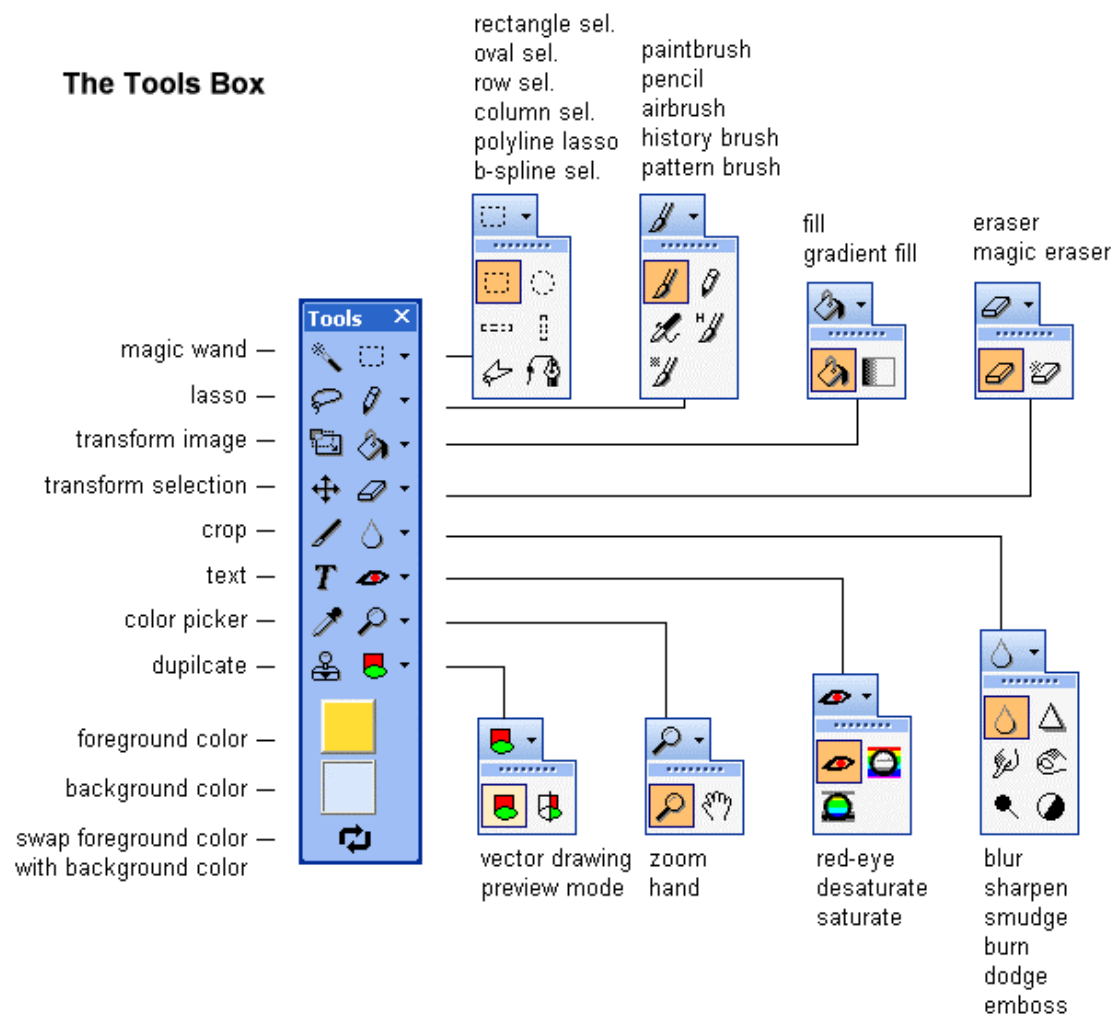 The Tools Box
rectangle sel.
oval sel.
row sel.
column sel.
polyline lasso
b-spline sel.
paintbrush
pencil
airbrush
history brush
pattern brush
fill
gradient fill
eraser
magic eraser
Tools
magic wand
lasso
transform image
transform selection
crop
text
color picker
dupilcate
foreground color
background color
swap foreground color
with background color
T
H
vector drawing
preview mode
zoom
hand
red-eye
desaturate
saturate
blur
sharpen
smudge
burn
dodge
emboss